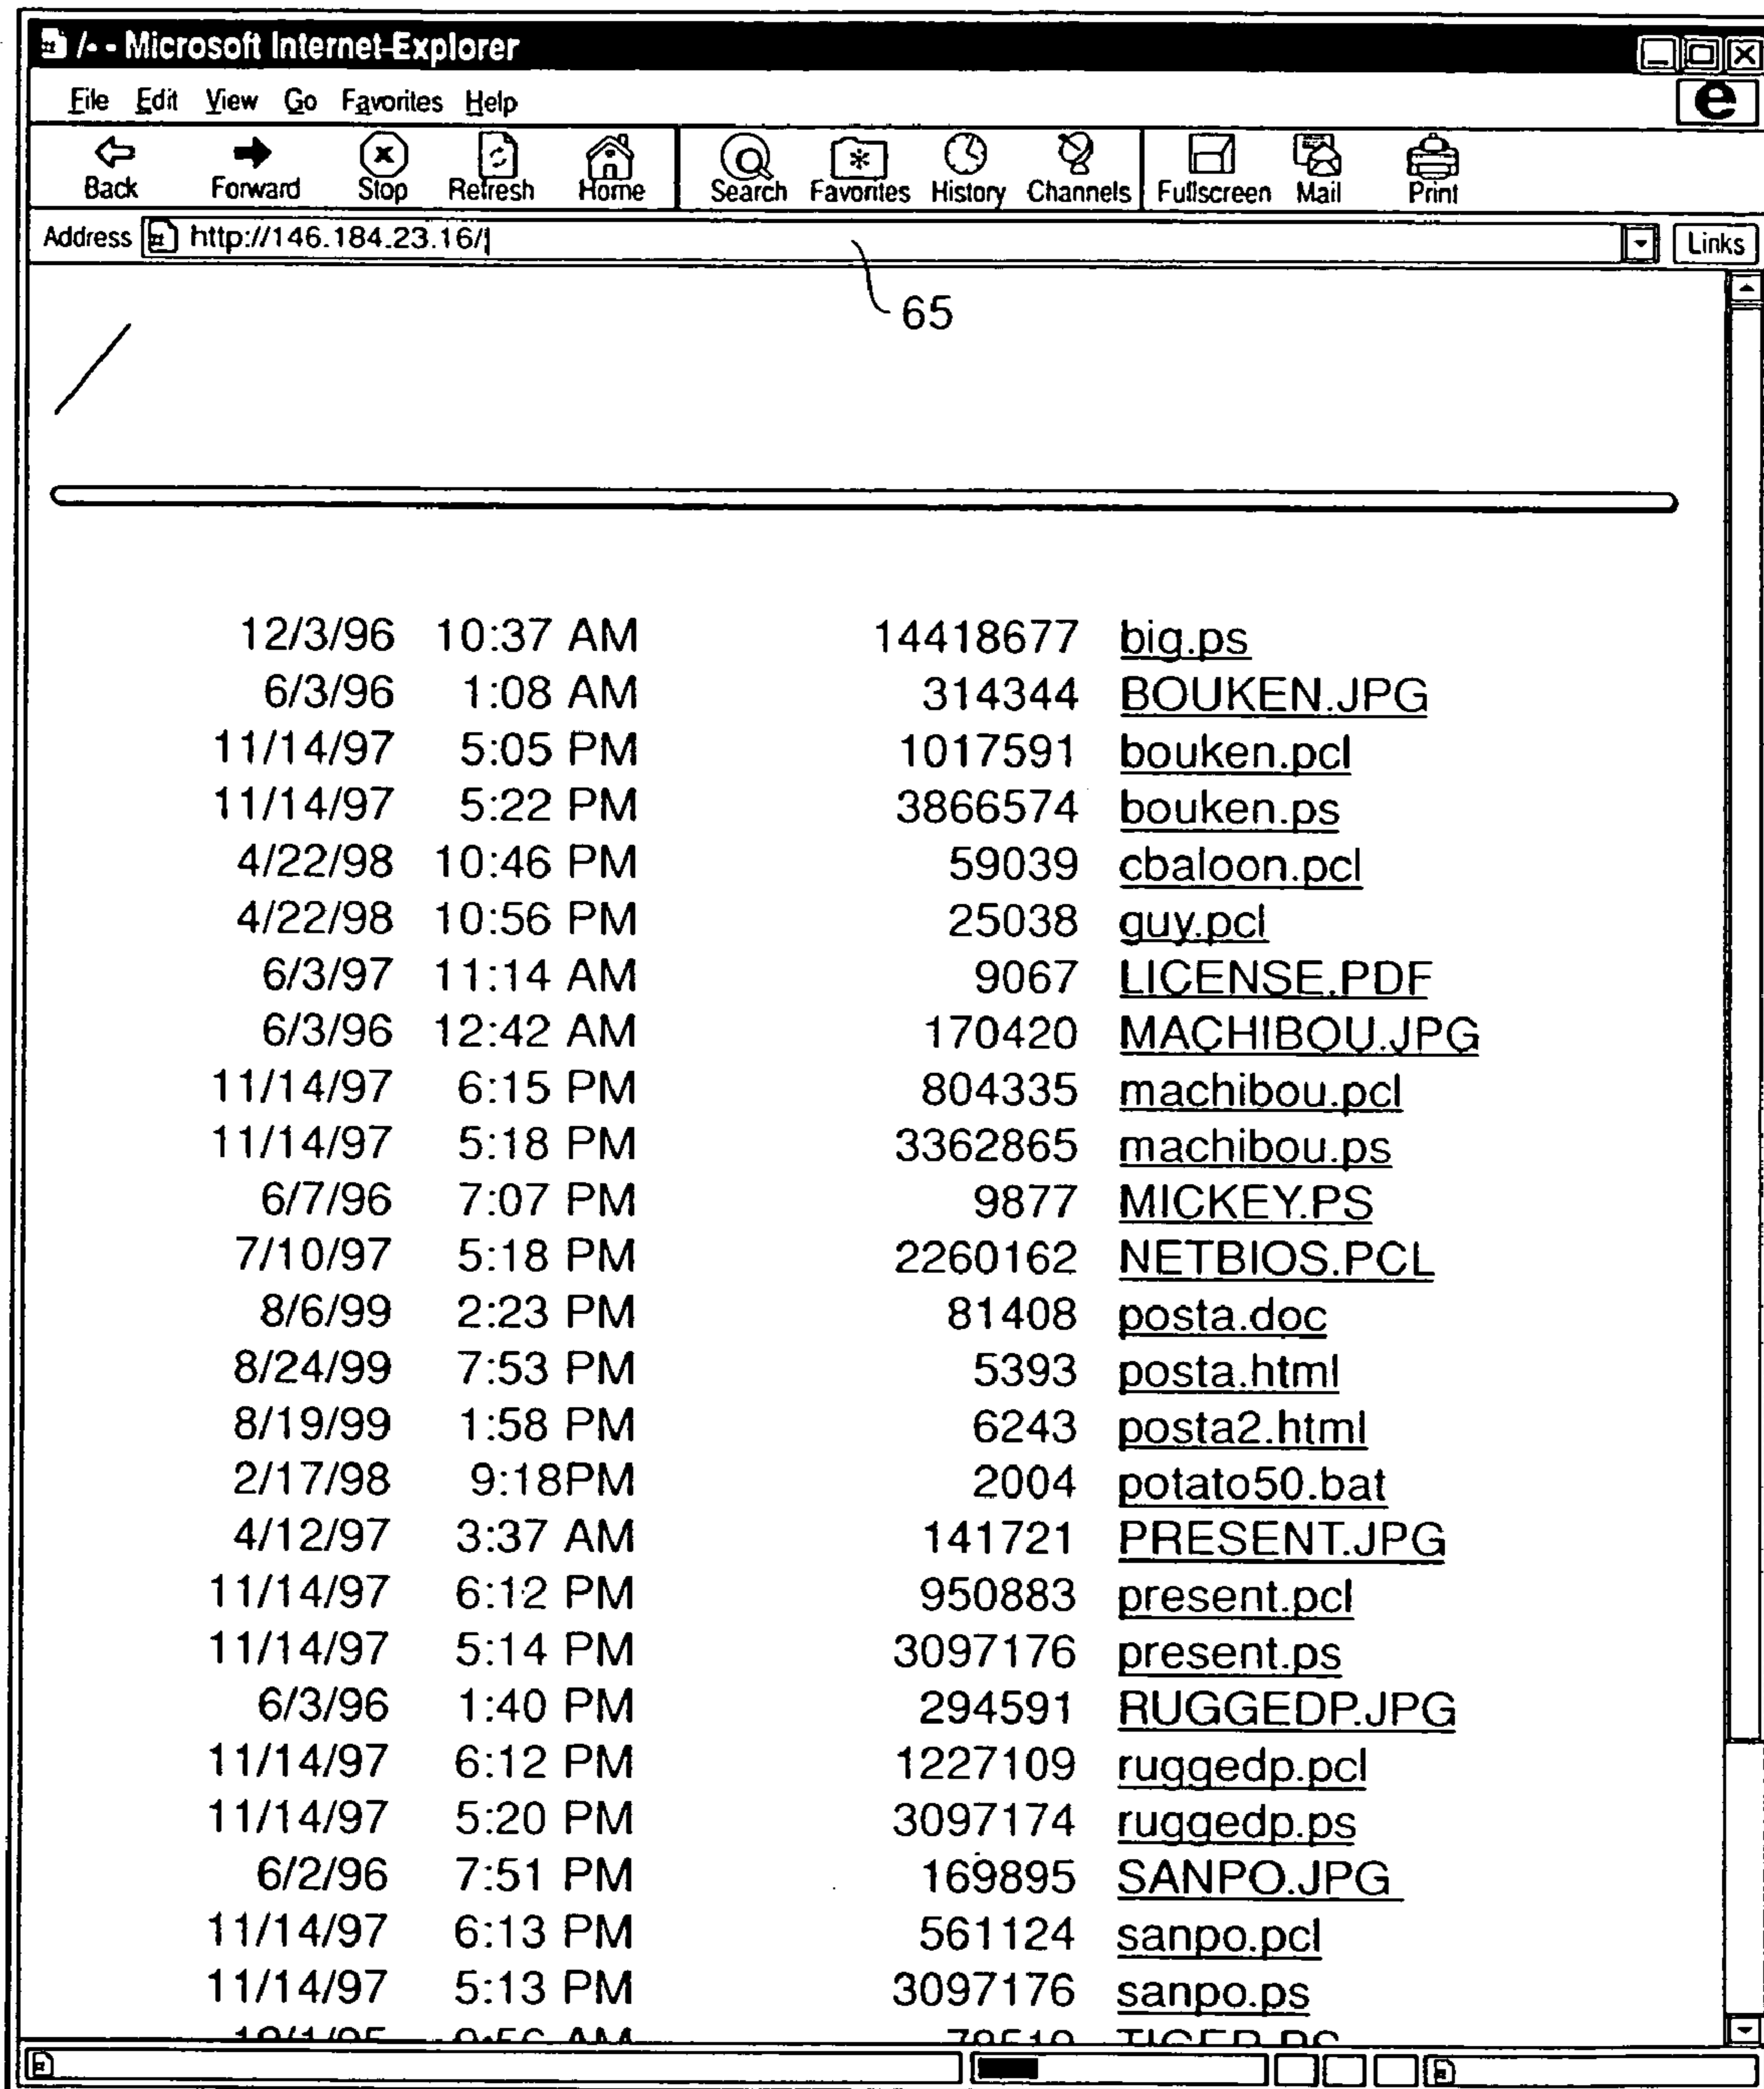 /- - Microsoft Internet-Explorer
File Edit View Go Favorites Help
Back Forward Stop Refresh Home Search Favorites History Channels Fullscreen Mail Print
Address http://146.184.23.16/ Links
65
/
12/3/96 10:37 AM 14418677 big.ps
6/3/96 1:08 AM 314344 BOUKEN.JPG
11/14/97 5:05 PM 1017591 bouken.pcl
11/14/97 5:22 PM 3866574 bouken.ps
4/22/98 10:46 PM 59039 cbaloon.pcl
4/22/98 10:56 PM 25038 guy.pcl
6/3/97 11:14 AM 9067 LICENSE.PDF
6/3/96 12:42 AM 170420 MACHIBOU.JPG
11/14/97 6:15 PM 804335 machibou.pcl
11/14/97 5:18 PM 3362865 machibou.ps
6/7/96 7:07 PM 9877 MICKEY.PS
7/10/97 5:18 PM 2260162 NETBIOS.PCL
8/6/99 2:23 PM 81408 posta.doc
8/24/99 7:53 PM 5393 posta.html
8/19/99 1:58 PM 6243 posta2.html
2/17/98 9:18PM 2004 potato50.bat
4/12/97 3:37 AM 141721 PRESENT.JPG
11/14/97 6:12 PM 950883 present.pcl
11/14/97 5:14 PM 3097176 present.ps
6/3/96 1:40 PM 294591 RUGGEDP.JPG
11/14/97 6:12 PM 1227109 ruggedp.pcl
11/14/97 5:20 PM 3097174 ruggedp.ps
6/2/96 7:51 PM 169895 SANPO.JPG
11/14/97 6:13 PM 561124 sanpo.pcl
11/14/97 5:13 PM 3097176 sanpo.ps
AM TIGER.PS